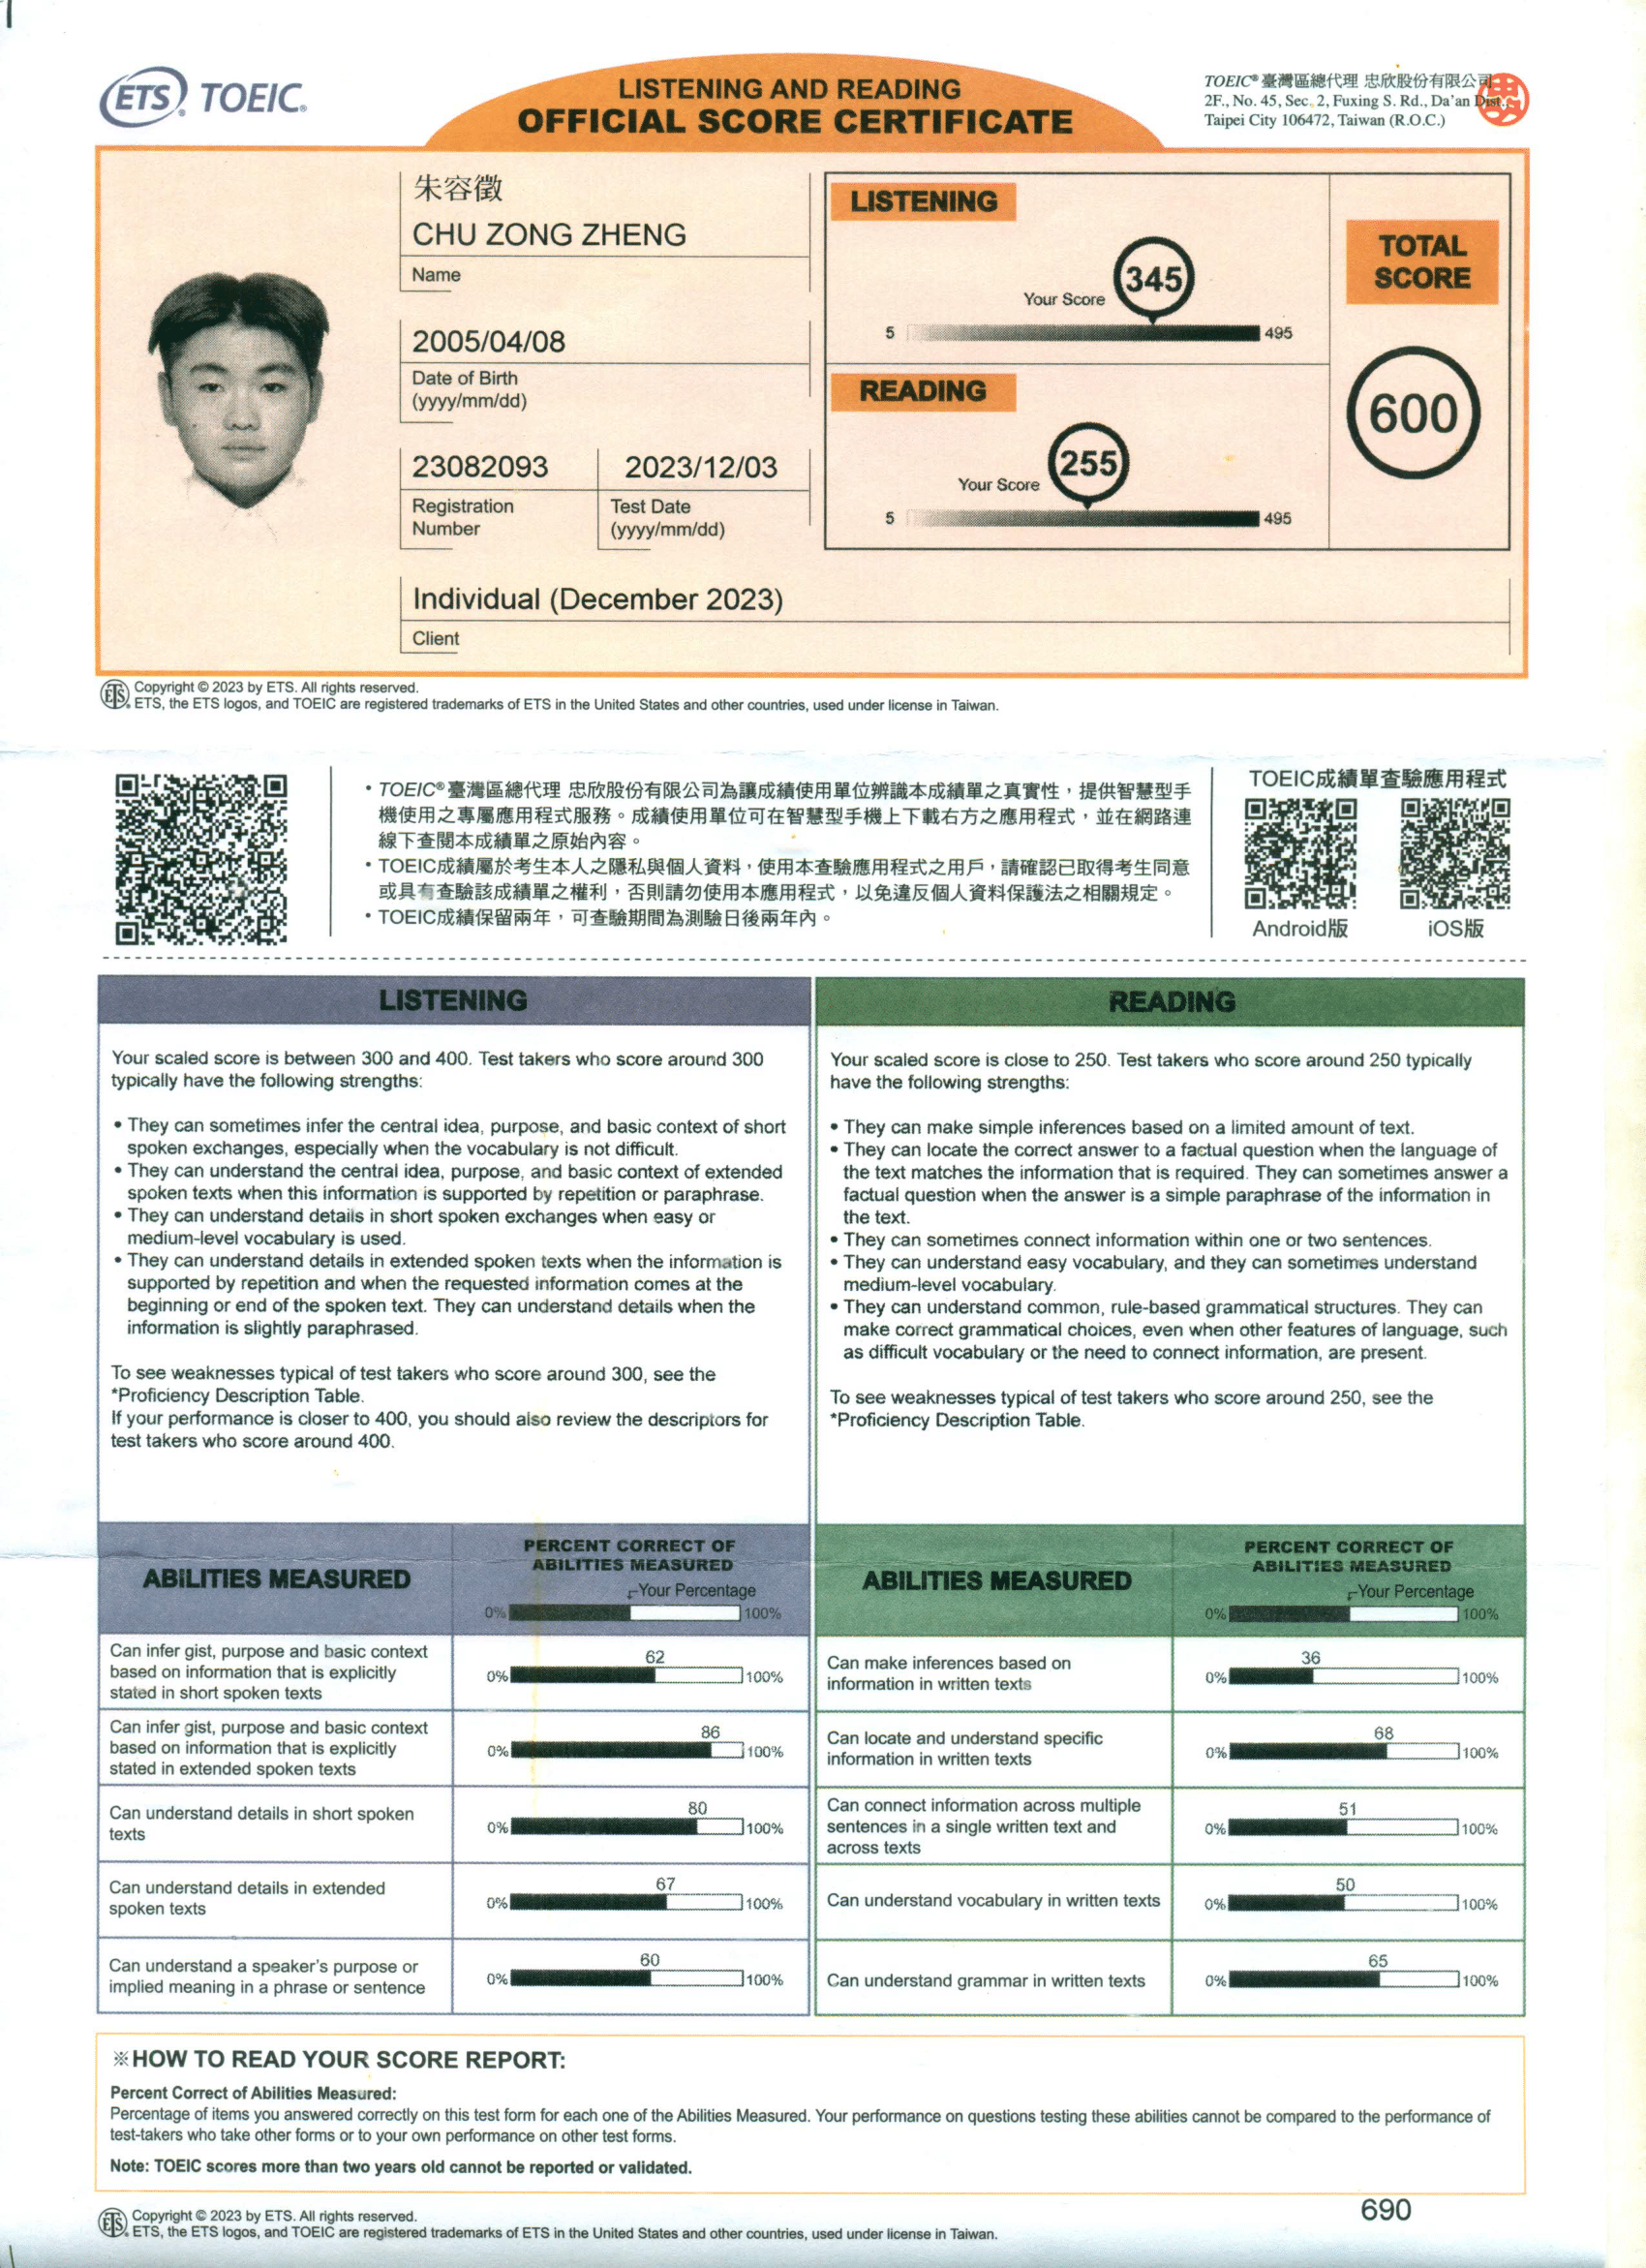 ETS® TOEIC®
LISTENING AND READING
OFFICIAL SCORE CERTIFICATE
TOEIC®臺灣區總代理 忠欣股份有限公司
2F., No. 45, Sec. 2, Fuxing S. Rd., Da'an Dist.,
Taipei City 106472, Taiwan (R.O.C.)
朱容徵
CHU ZONG ZHENG
Name
2005/04/08
Date of Birth
(yyyy/mm/dd)
23082093
Registration
Number
2023/12/03
Test Date
(yyyy/mm/dd)
Individual (December 2023)
Client
LISTENING
345
Your Score
5 495
READING
255
Your Score
5 495
TOTAL
SCORE
600
ETS® Copyright © 2023 by ETS. All rights reserved.
ETS, the ETS logos, and TOEIC are registered trademarks of ETS in the United States and other countries, used under license in Taiwan.
• TOEIC®臺灣區總代理 忠欣股份有限公司為讓成績使用單位辨識本成績單之真實性，提供智慧型手
機使用之專屬應用程式服務。成績使用單位可在智慧型手機上下載右方之應用程式，並在網路連
線下查閱本成績單之原始內容。
• TOEIC成績屬於考生本人之隱私與個人資料，使用本查驗應用程式之用戶，請確認已取得考生同意
或具有查驗該成績單之權利，否則請勿使用本應用程式，以免違反個人資料保護法之相關規定。
• TOEIC成績保留兩年，可查驗期間為測驗日後兩年內。
TOEIC成績單查驗應用程式
Android版 iOS版
LISTENING
Your scaled score is between 300 and 400. Test takers who score around 300
typically have the following strengths:
• They can sometimes infer the central idea, purpose, and basic context of short
spoken exchanges, especially when the vocabulary is not difficult.
• They can understand the central idea, purpose, and basic context of extended
spoken texts when this information is supported by repetition or paraphrase.
• They can understand details in short spoken exchanges when easy or
medium-level vocabulary is used.
• They can understand details in extended spoken texts when the information is
supported by repetition and when the requested information comes at the
beginning or end of the spoken text. They can understand details when the
information is slightly paraphrased.
To see weaknesses typical of test takers who score around 300, see the
*Proficiency Description Table.
If your performance is closer to 400, you should also review the descriptors for
test takers who score around 400.
READING
Your scaled score is close to 250. Test takers who score around 250 typically
have the following strengths:
• They can make simple inferences based on a limited amount of text.
• They can locate the correct answer to a factual question when the language of
the text matches the information that is required. They can sometimes answer a
factual question when the answer is a simple paraphrase of the information in
the text.
• They can sometimes connect information within one or two sentences.
• They can understand easy vocabulary, and they can sometimes understand
medium-level vocabulary.
• They can understand common, rule-based grammatical structures. They can
make correct grammatical choices, even when other features of language, such
as difficult vocabulary or the need to connect information, are present.
To see weaknesses typical of test takers who score around 250, see the
*Proficiency Description Table.
ABILITIES MEASURED
PERCENT CORRECT OF
ABILITIES MEASURED
Your Percentage
0% 100%
Can infer gist, purpose and basic context
based on information that is explicitly
stated in short spoken texts
62
0% 100%
Can infer gist, purpose and basic context
based on information that is explicitly
stated in extended spoken texts
86
0% 100%
Can understand details in short spoken
texts
80
0% 100%
Can understand details in extended
spoken texts
67
0% 100%
Can understand a speaker's purpose or
implied meaning in a phrase or sentence
60
0% 100%
ABILITIES MEASURED
PERCENT CORRECT OF
ABILITIES MEASURED
Your Percentage
0% 100%
Can make inferences based on
information in written texts
36
0% 100%
Can locate and understand specific
information in written texts
68
0% 100%
Can connect information across multiple
sentences in a single written text and
across texts
51
0% 100%
Can understand vocabulary in written texts
50
0% 100%
Can understand grammar in written texts
65
0% 100%
※HOW TO READ YOUR SCORE REPORT:
Percent Correct of Abilities Measured:
Percentage of items you answered correctly on this test form for each one of the Abilities Measured. Your performance on questions testing these abilities cannot be compared to the performance of
test-takers who take other forms or to your own performance on other test forms.
Note: TOEIC scores more than two years old cannot be reported or validated.
690
ETS® Copyright © 2023 by ETS. All rights reserved.
ETS, the ETS logos, and TOEIC are registered trademarks of ETS in the United States and other countries, used under license in Taiwan.